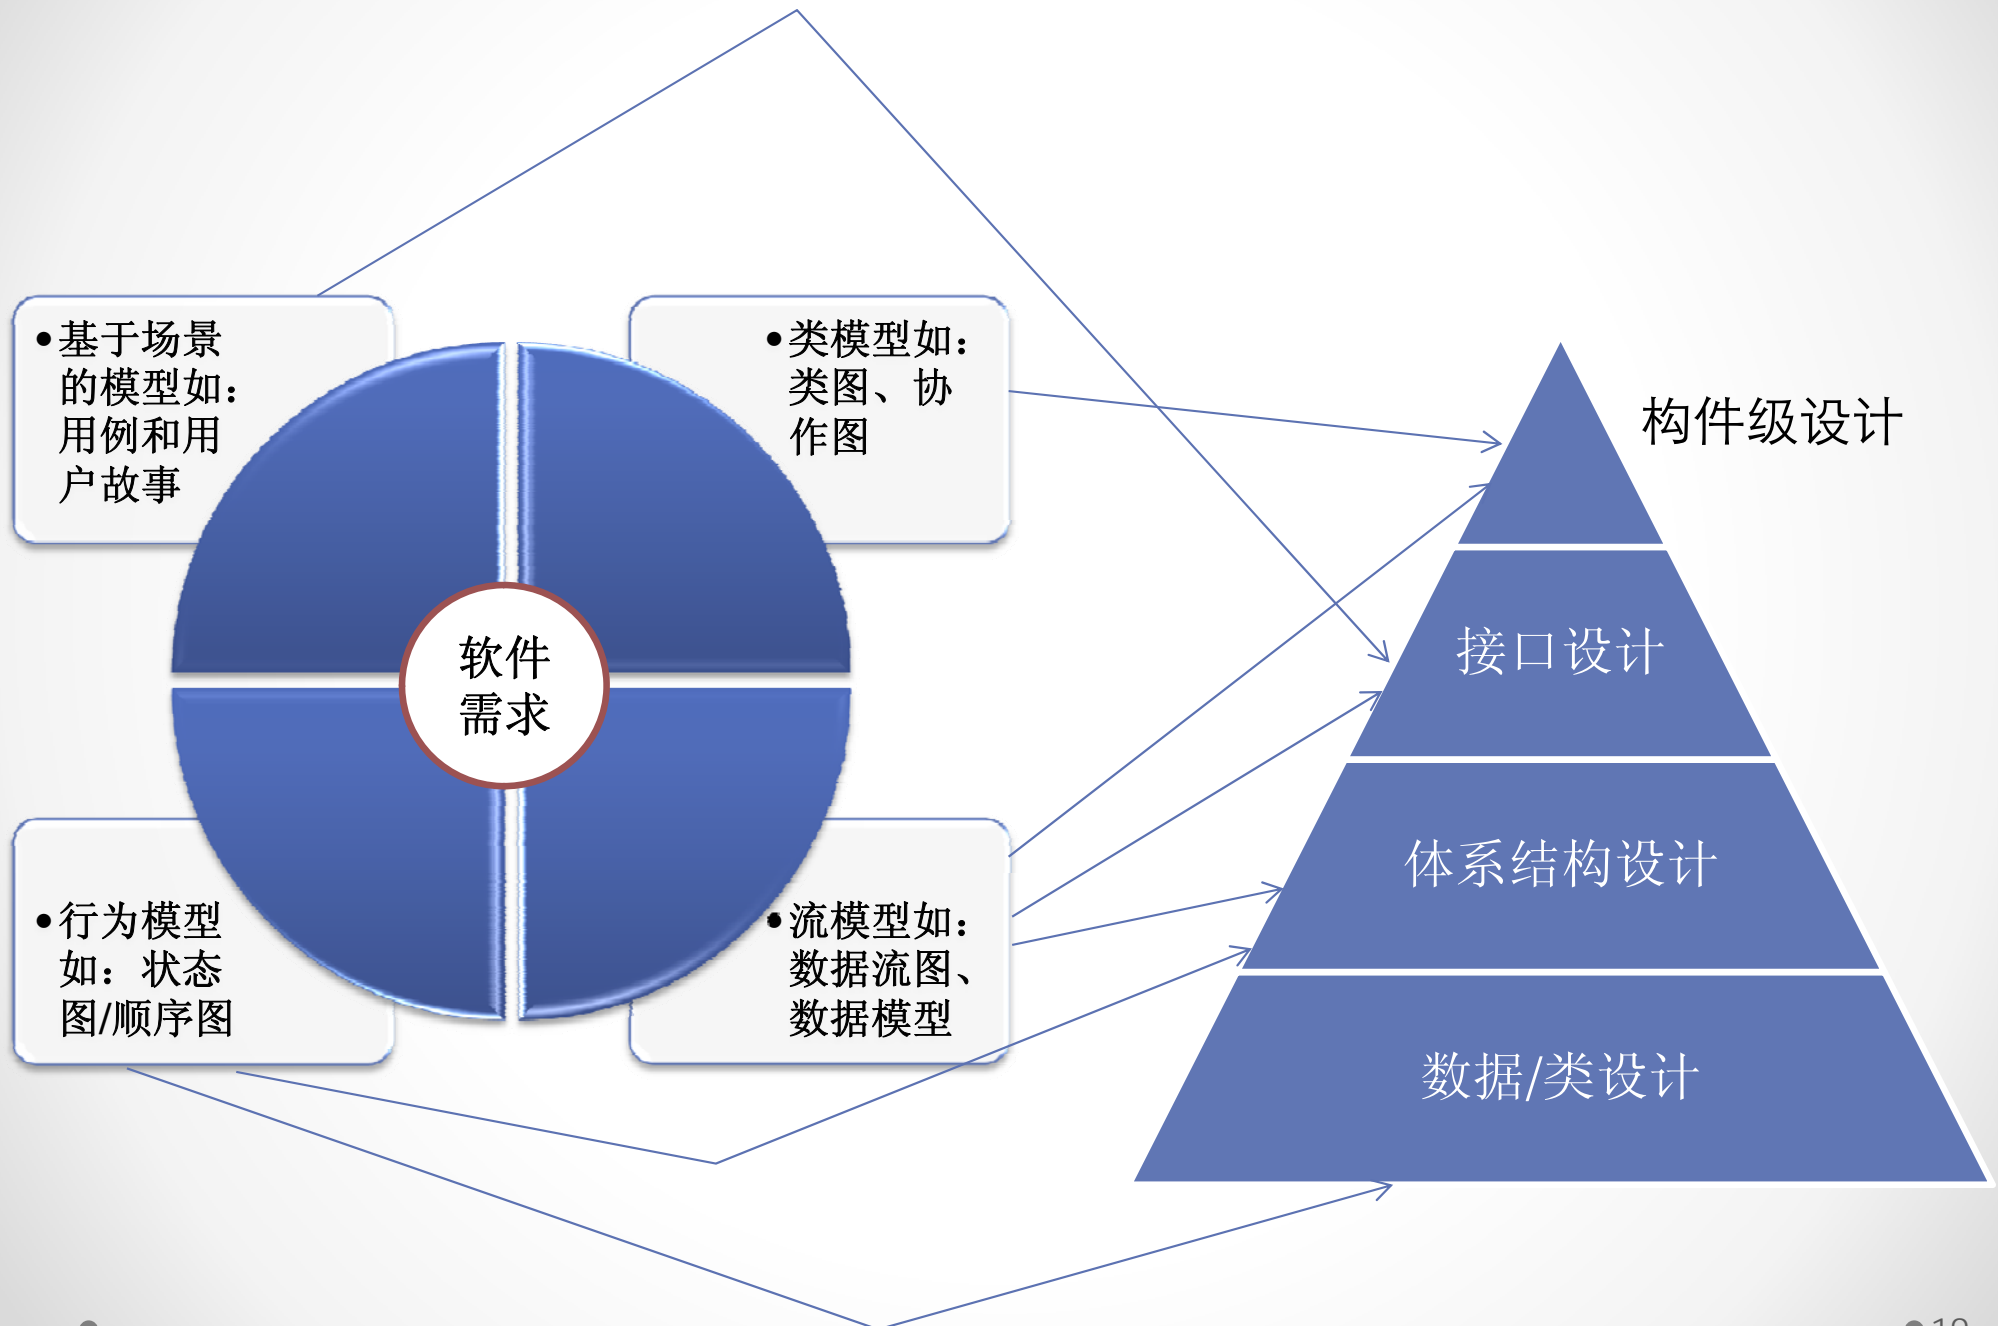 •基于场景
的模型如：
用例和用
户故事
•类模型如：
类图、协
作图
软件
需求
•行为模型
如：状态
图/顺序图
•流模型如：
数据流图、
数据模型
构件级设计
接口设计
体系结构设计
数据/类设计